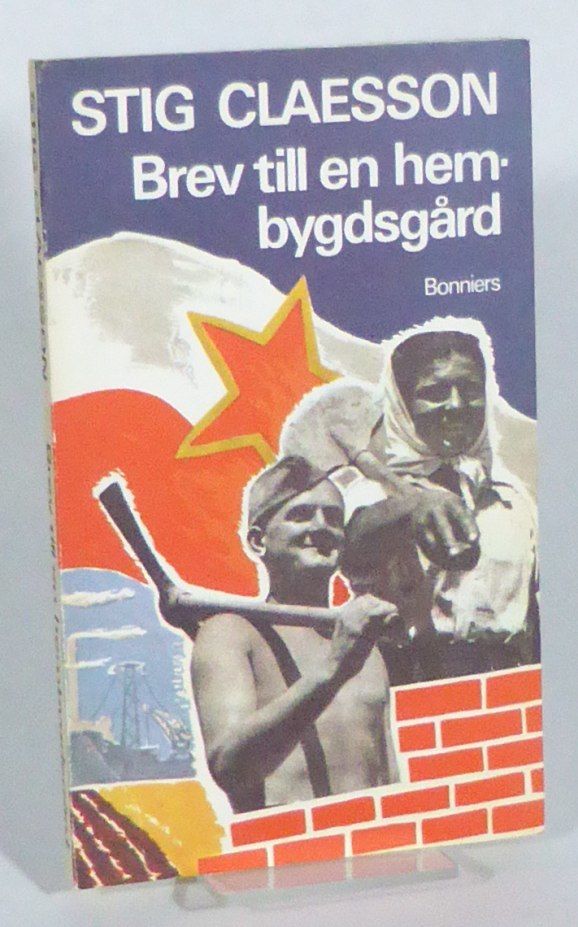 STIG CLAESSON
Brev till en hem-
bygdsgård
Bonniers